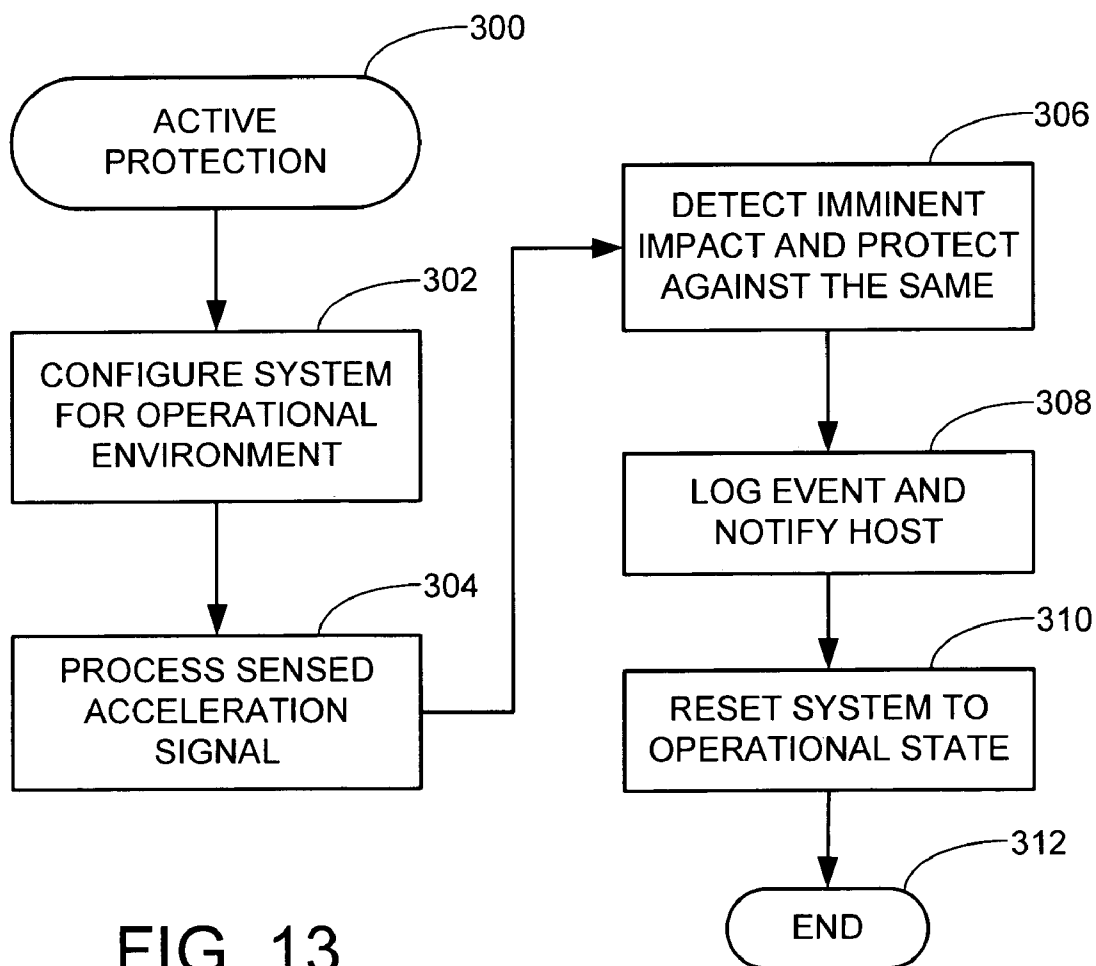 300
ACTIVE
PROTECTION
302
CONFIGURE SYSTEM
FOR OPERATIONAL
ENVIRONMENT
304
PROCESS SENSED
ACCELERATION
SIGNAL
306
DETECT IMMINENT
IMPACT AND PROTECT
AGAINST THE SAME
308
LOG EVENT AND
NOTIFY HOST
310
RESET SYSTEM TO
OPERATIONAL STATE
312
END
FIG. 13